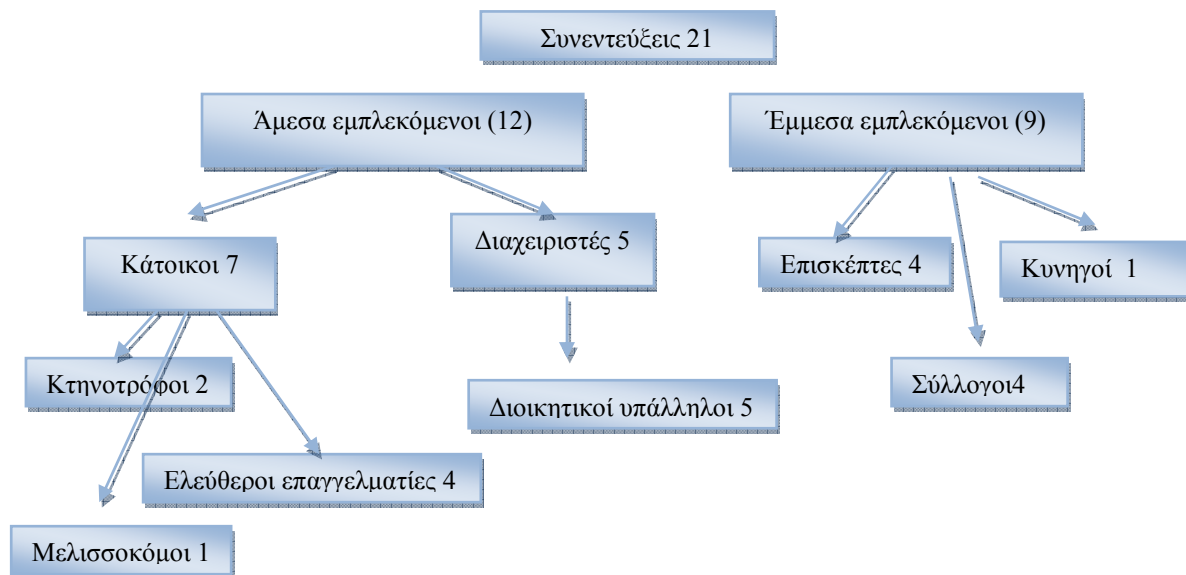 Συνεντεύξεις 21
Άμεσα εμπλεκόμενοι (12)
Έμμεσα εμπλεκόμενοι (9)
Κάτοικοι 7
Διαχειριστές 5
Επισκέπτες 4
Κυνηγοί 1
Κτηνοτρόφοι 2
Διοικητικοί υπάλληλοι 5
Σύλλογοι4
Ελεύθεροι επαγγελματίες 4
Μελισσοκόμοι 1